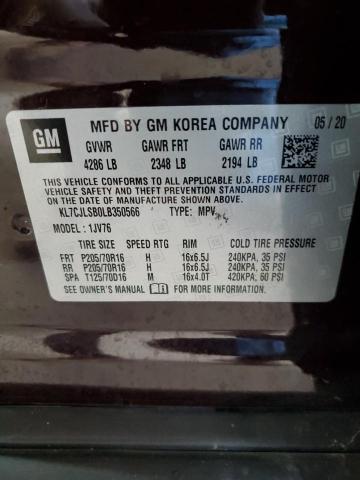 GM
MFD BY GM KOREA COMPANY 05/20
GVWR GAWR FRT GAWR RR
4286 LB 2348 LB 2194 LB
THIS VEHICLE CONFORMS TO ALL APPLICABLE U.S. FEDERAL MOTOR
VEHICLE SAFETY AND BUMPER STANDARDS IN EFFECT ON THE
DATE OF MANUFACTURE SHOWN ABOVE.
KL7CJLSB0LB350566 TYPE: MPV
MODEL: 1JV76
TIRE SIZE SPEED RTG RIM COLD TIRE PRESSURE
FRT P205/70R16 H 16x6.5J 240KPA, 35 PSI
RR P205/70R16 H 16x6.5J 240KPA, 35 PSI
SPA T125/70D16 M 16x4.0T 420KPA, 60 PSI
SEE OWNER'S MANUAL FOR ADDITIONAL INFORMATION